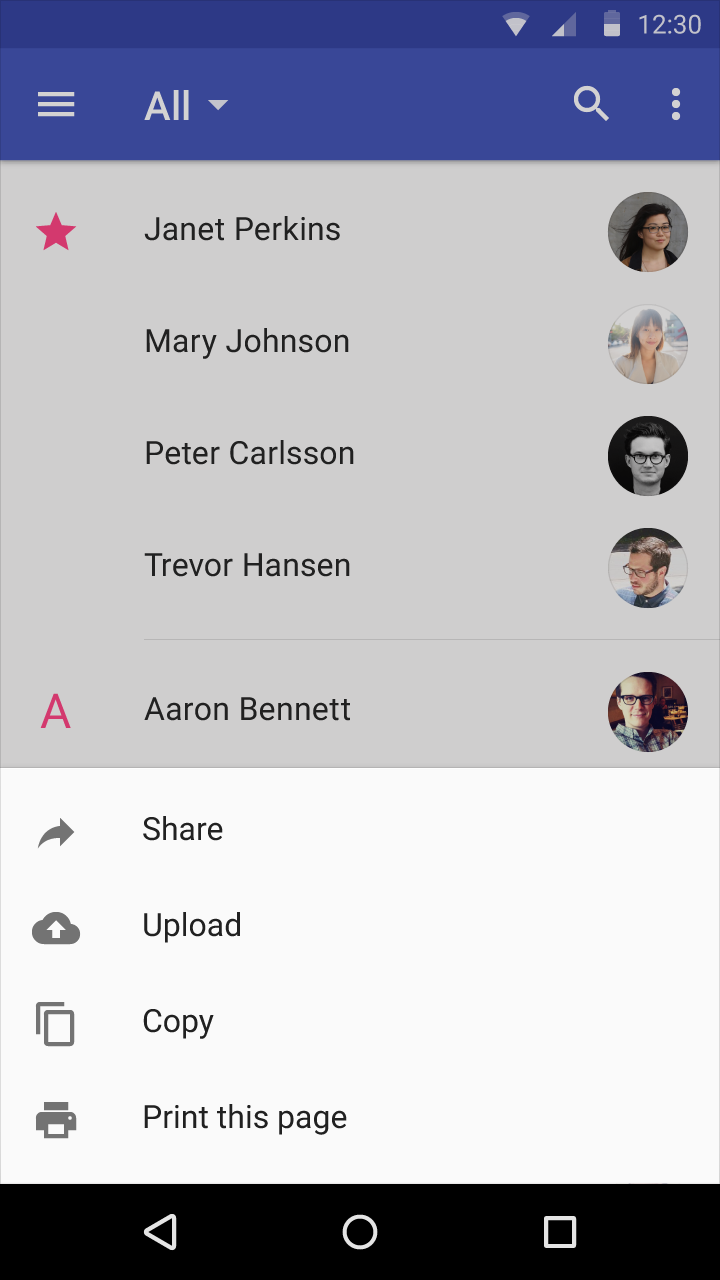 12:30
All
Janet Perkins
Mary Johnson
Peter Carlsson
Trevor Hansen
A Aaron Bennett
Share
Upload
Copy
Print this page